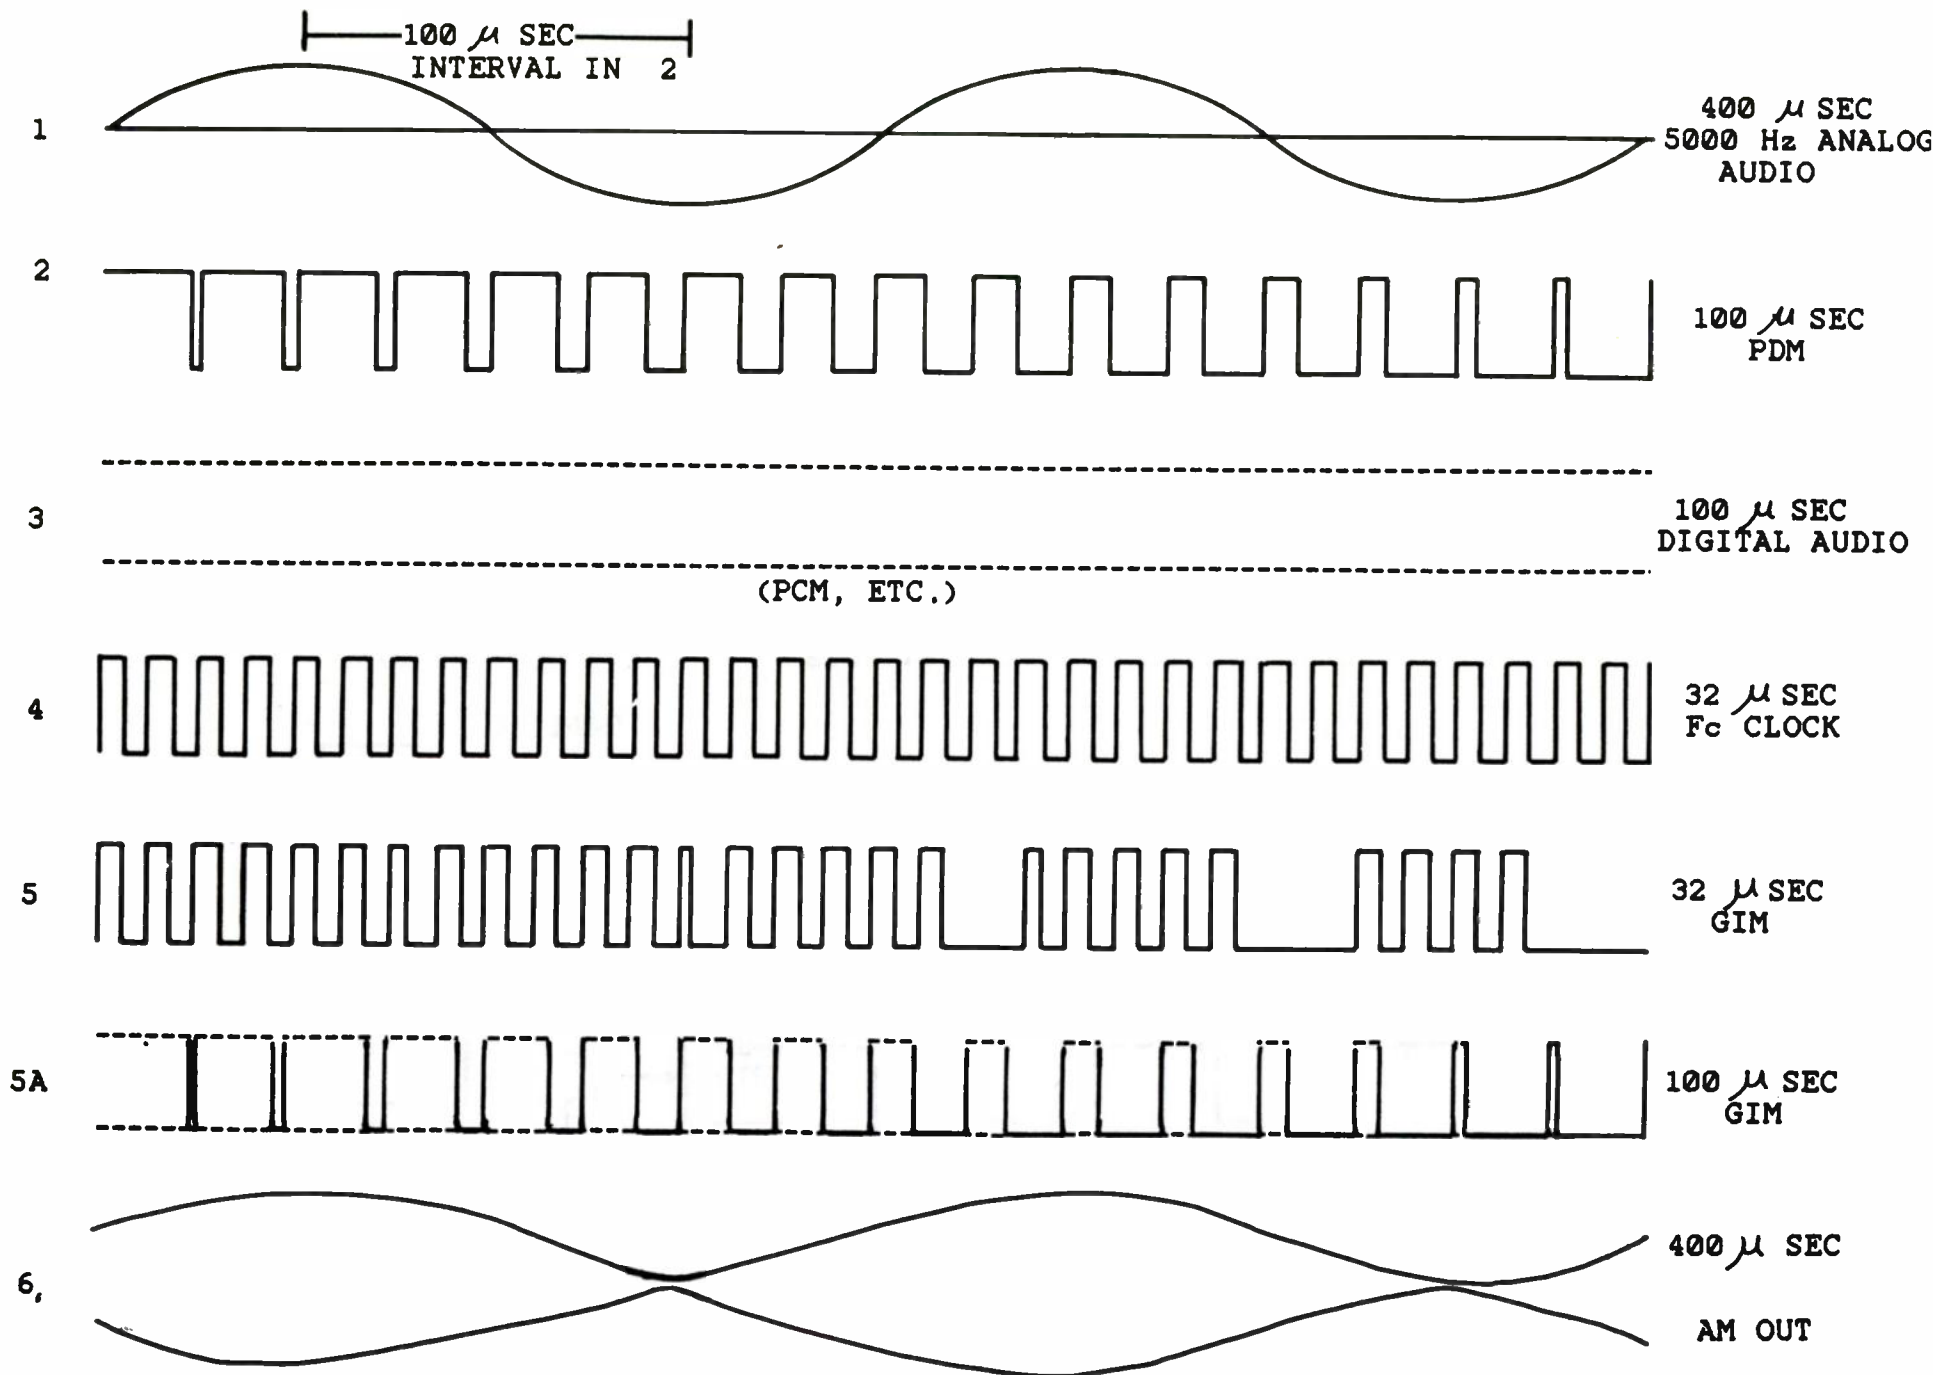 100 μ SEC
INTERVAL IN 2
1
400 μ SEC
5000 Hz ANALOG
AUDIO
2
100 μ SEC
PDM
3
100 μ SEC
DIGITAL AUDIO
(PCM, ETC.)
4
32 μ SEC
Fc CLOCK
5
32 μ SEC
GIM
5A
100 μ SEC
GIM
6,
400 μ SEC
AM OUT